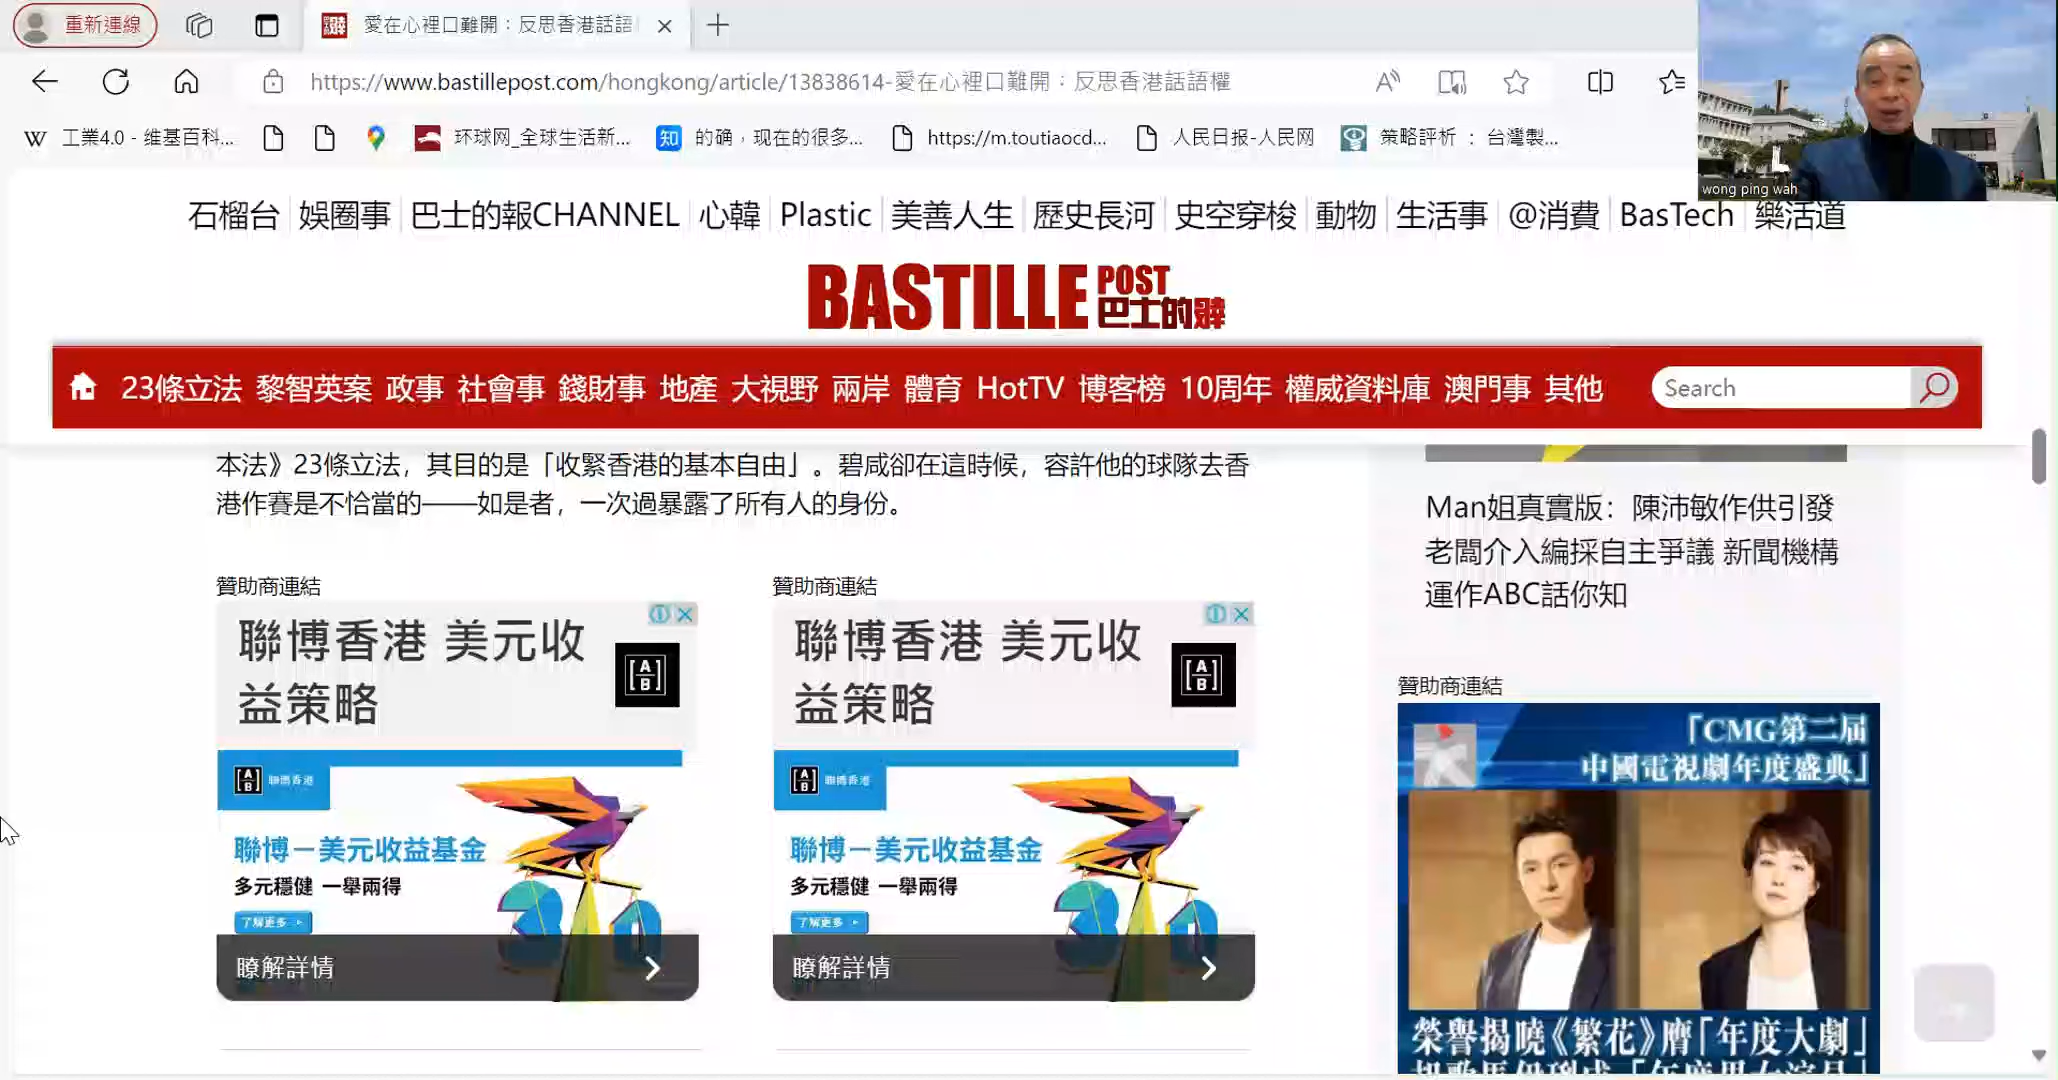 重新連線
愛在心裡口難開：反思香港話語
https://www.bastillepost.com/hongkong/article/13838614-愛在心裡口難開：反思香港話語權
W 工業4.0 - 维基百科...
环球网_全球生活新...
知 的确，现在的很多...
https://m.toutiaocd...
人民日报-人民网
策略評析 ： 台灣製...
wong ping wah
石榴台 娛圈事 巴士的報CHANNEL 心韓 Plastic 美善人生 歷史長河 史空穿梭 動物 生活事 @消費 BasTech 樂活道
BASTILLE POST 巴士的報
23條立法 黎智英案 政事 社會事 錢財事 地產 大視野 兩岸 體育 HotTV 博客榜 10周年 權威資料庫 澳門事 其他
Search
本法》23條立法，其目的是「收緊香港的基本自由」。碧咸卻在這時候，容許他的球隊去香
港作賽是不恰當的——如是者，一次過暴露了所有人的身份。
贊助商連結
聯博香港 美元收
益策略
[A/B]
[A/B] 聯博香港
聯博－美元收益基金
多元穩健 一舉兩得
了解更多
瞭解詳情
贊助商連結
聯博香港 美元收
益策略
[A/B]
[A/B] 聯博香港
聯博－美元收益基金
多元穩健 一舉兩得
了解更多
瞭解詳情
Man姐真實版：陳沛敏作供引發
老闆介入編採自主爭議 新聞機構
運作ABC話你知
贊助商連結
「CMG第二屆
中國電視劇年度盛典」
榮譽揭曉《繁花》膺「年度大劇」